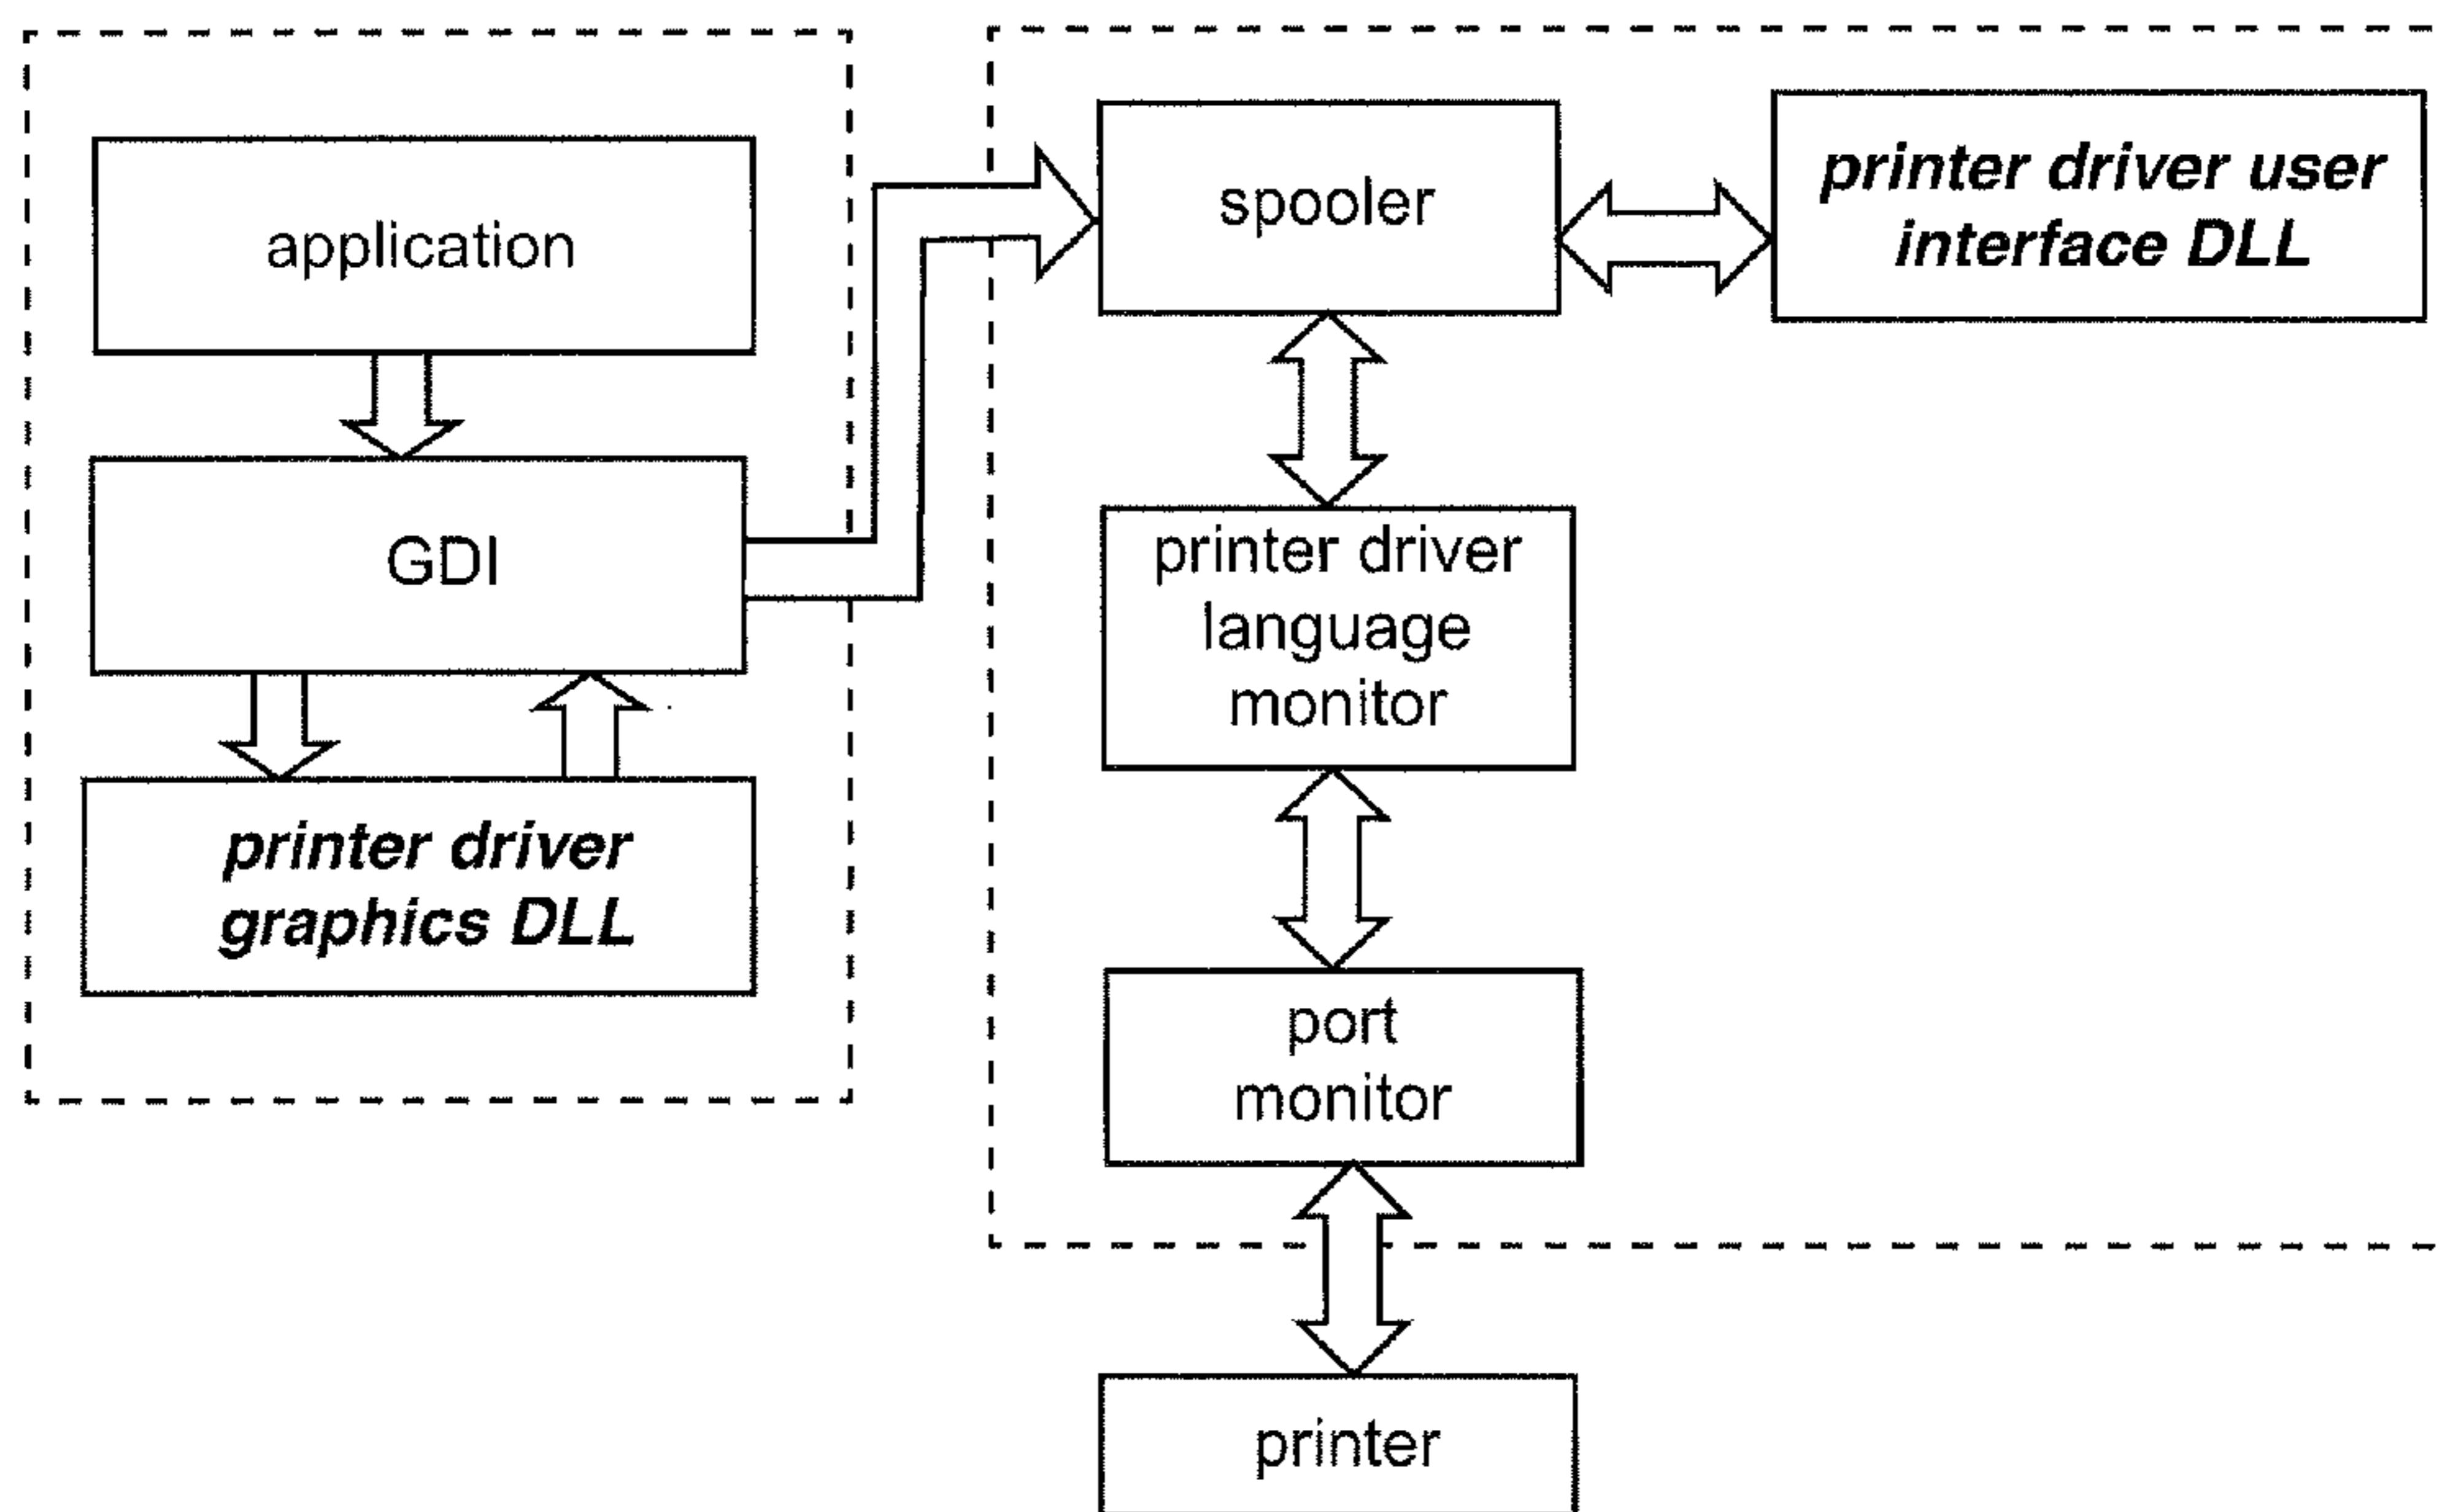 application
GDI
printer driver
graphics DLL
spooler
printer driver user
interface DLL
printer driver
language
monitor
port
monitor
printer